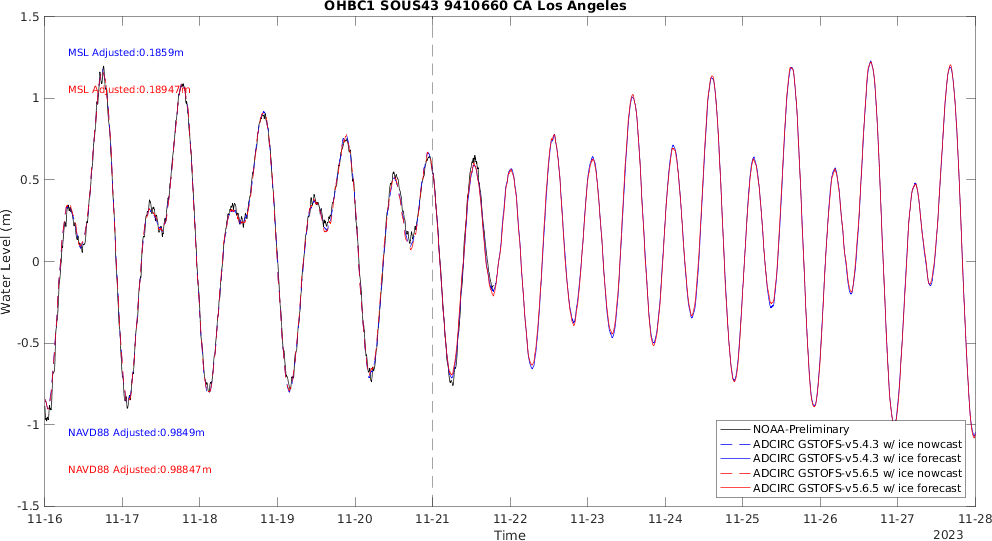 OHBC1 SOUS43 9410660 CA Los Angeles
1.5
1
0.5
0
-0.5
-1
-1.5
Water Level (m)
MSL Adjusted:0.1859m
MSL Adjusted:0.18947m
NAVD88 Adjusted:0.9849m
NAVD88 Adjusted:0.98847m
NOAA-Preliminary
ADCIRC GSTOFS-v5.4.3 w/ ice nowcast
ADCIRC GSTOFS-v5.4.3 w/ ice forecast
ADCIRC GSTOFS-v5.6.5 w/ ice nowcast
ADCIRC GSTOFS-v5.6.5 w/ ice forecast
11-16 11-17 11-18 11-19 11-20 11-21 11-22 11-23 11-24 11-25 11-26 11-27 11-28
Time
2023